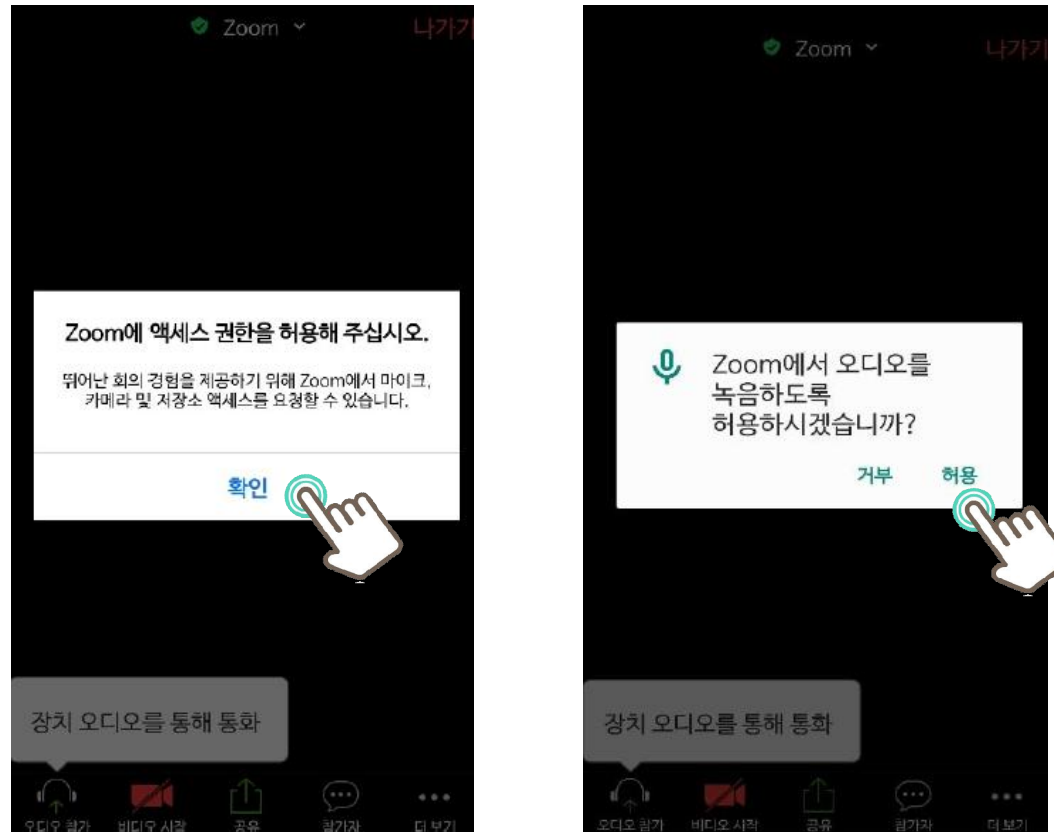 Zoom
나가기
Zoom에 액세스 권한을 허용해 주십시오.
뛰어난 회의 경험을 제공하기 위해 Zoom에서 마이크,
카메라 및 저장소 액세스를 요청할 수 있습니다.
확인
장치 오디오를 통해 통화
오디오 참가 비디오 시작 공유 참가자 더 보기
Zoom
나가기
Zoom에서 오디오를
녹음하도록
허용하시겠습니까?
거부 허용
장치 오디오를 통해 통화
오디오 참가 비디오 시작 공유 참가자 더 보기